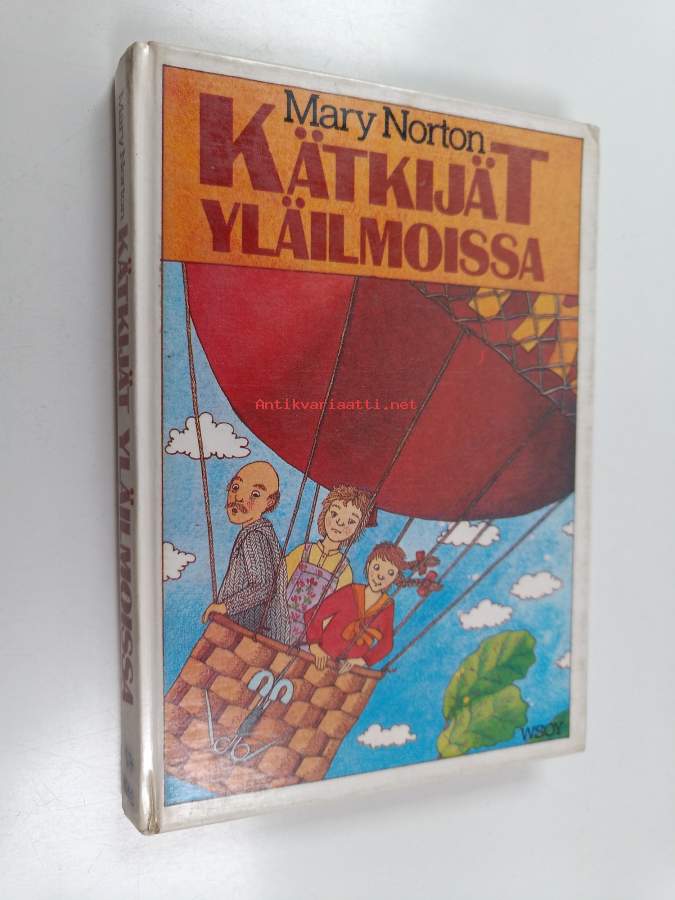 Mary Norton
KÄTKIJÄT
YLÄILMOISSA
Antikvariaatti.net
WSOY
Mary Norton KÄTKIJÄT YLÄILMOISSA